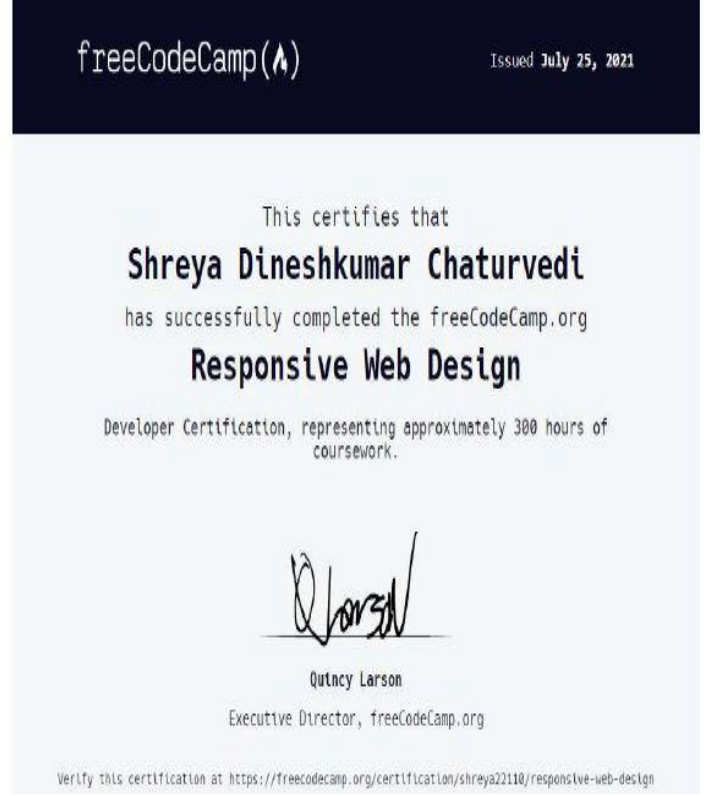 freeCodeCamp(🔥)
Issued July 25, 2021
This certifies that
Shreya Dineshkumar Chaturvedi
has successfully completed the freeCodeCamp.org
Responsive Web Design
Developer Certification, representing approximately 300 hours of
coursework.
Q Larson
Quincy Larson
Executive Director, freeCodeCamp.org
Verify this certification at https://freecodecamp.org/certification/shreya22110/responsive-web-design